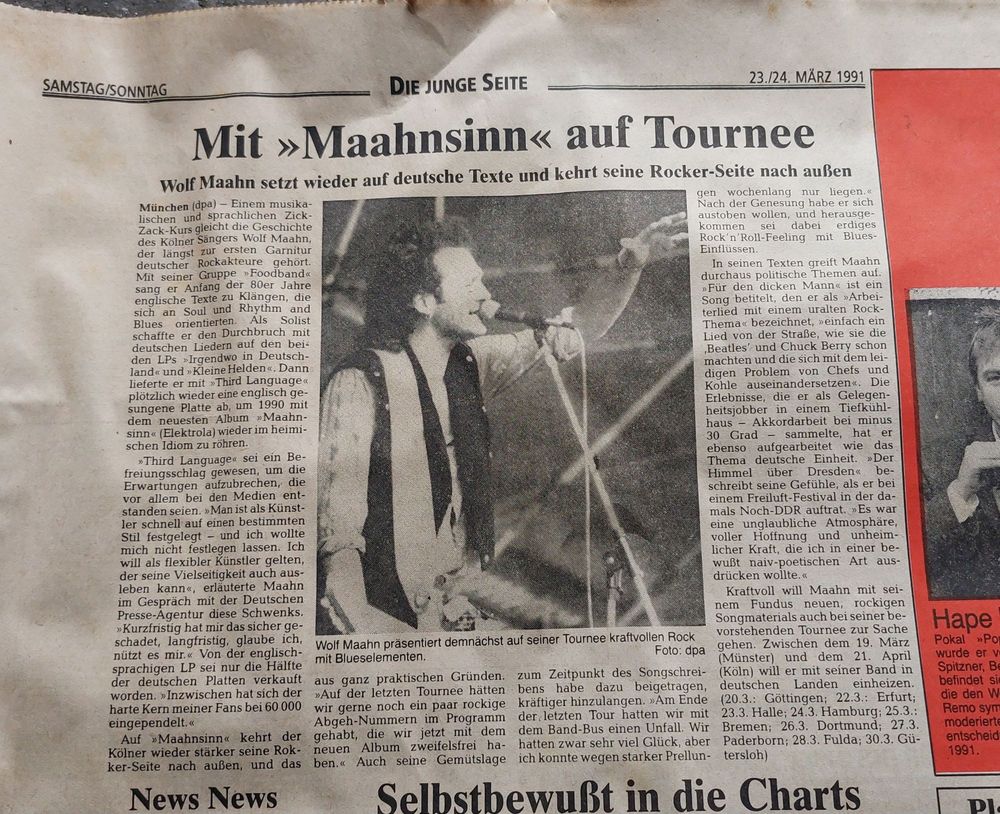 SAMSTAG/SONNTAG
DIE JUNGE SEITE
23./24. MÄRZ 1991
Mit »Maahnsinn« auf Tournee
Wolf Maahn setzt wieder auf deutsche Texte und kehrt seine Rocker-Seite nach außen
München (dpa) – Einem musika-
lischen und sprachlichen Zick-
Zack-Kurs gleicht die Geschichte
des Kölner Sängers Wolf Maahn,
der längst zur ersten Garnitur
deutscher Rockakteure gehört.
Mit seiner Gruppe »Foodband«
sang er Anfang der 80er Jahre
englische Texte zu Klängen, die
sich an Soul und Rhythm and
Blues orientierten. Als Solist
schaffte er den Durchbruch mit
deutschen Liedern auf den bei-
den LPs »Irgendwo in Deutsch-
land« und »Kleine Helden«. Dann
lieferte er mit »Third Language«
plötzlich wieder eine englisch ge-
sungene Platte ab, um 1990 mit
dem neuesten Album »Maahn-
sinn« (Elektrola) wieder im heimi-
schen Idiom zu röhren.
»Third Language« sei ein Be-
freiungsschlag gewesen, um die
Erwartungen aufzubrechen, die
vor allem bei den Medien ent-
standen seien. »Man ist als Künst-
ler schnell auf einen bestimmten
Stil festgelegt – und ich wollte
mich nicht festlegen lassen. Ich
will als flexibler Künstler gelten,
der seine Vielseitigkeit auch aus-
leben kann«, erläuterte Maahn
im Gespräch mit der Deutschen
Presse-Agentur diese Schwenks.
»Kurzfristig hat mir das sicher ge-
schadet, langfristig, glaube ich,
nützt es mir.« Von der englisch-
sprachigen LP sei nur die Hälfte
der deutschen Platten verkauft
worden. »Inzwischen hat sich der
harte Kern meiner Fans bei 60 000
eingependelt.«
Auf »Maahnsinn« kehrt der
Kölner wieder stärker seine Rok-
ker-Seite nach außen, und das
Wolf Maahn präsentiert demnächst auf seiner Tournee kraftvollen Rock
mit Blueselementen.
Foto: dpa
aus ganz praktischen Gründen.
»Auf der letzten Tournee hätten
wir gerne noch ein paar rockige
Abgeh-Nummern im Programm
gehabt, die wir jetzt mit dem
neuen Album zweifelsfrei ha-
ben.« Auch seine Gemütslage
zum Zeitpunkt des Songschrei-
bens habe dazu beigetragen,
kräftiger hinzulangen. »Am Ende
der letzten Tour hatten wir mit
dem Band-Bus einen Unfall. Wir
hatten zwar sehr viel Glück, aber
ich konnte wegen starker Prellun-
gen wochenlang nur liegen.«
Nach der Genesung habe er sich
austoben wollen, und herausge-
kommen sei dabei erdiges
Rock'n'Roll-Feeling mit Blues-
Einflüssen.
In seinen Texten greift Maahn
durchaus politische Themen auf.
»Für den dicken Mann« ist ein
Song betitelt, den er als »Arbei-
terlied mit einem uralten Rock-
Thema« bezeichnet, »einfach ein
Lied von der Straße, wie sie die
‚Beatles' und Chuck Berry schon
machten und die sich mit dem lei-
digen Problem von Chefs und
Kohle auseinandersetzen«. Die
Erlebnisse, die er als Gelegen-
heitsjobber in einem Tiefkühl-
haus – Akkordarbeit bei minus
30 Grad – sammelte, hat er
ebenso aufgearbeitet wie das
Thema deutsche Einheit. »Der
Himmel über Dresden« be-
schreibt seine Gefühle, als er bei
einem Freiluft-Festival in der da-
mals Noch-DDR auftrat. »Es war
eine unglaubliche Atmosphäre,
voller Hoffnung und unheim-
licher Kraft, die ich in einer be-
wußt naiv-poetischen Art aus-
drücken wollte.«
Kraftvoll will Maahn mit sei-
nem Fundus neuen, rockigen
Songmaterials auch bei seiner be-
vorstehenden Tournee zur Sache
gehen. Zwischen dem 19. März
(Münster) und dem 21. April
(Köln) will er mit seiner Band in
deutschen Landen einheizen.
(20.3.: Göttingen; 22.3.: Erfurt;
23.3. Halle; 24.3. Hamburg; 25.3.:
Bremen; 26.3. Dortmund; 27.3.
Paderborn; 28.3. Fulda; 30.3. Gü-
tersloh)
Hape
Pokal »Po
wurde er v
Spitzner, Be
befindet si
die den W
Remo sym
moderierte
entscheid
1991.
News News
Selbstbewußt in die Charts
Pl